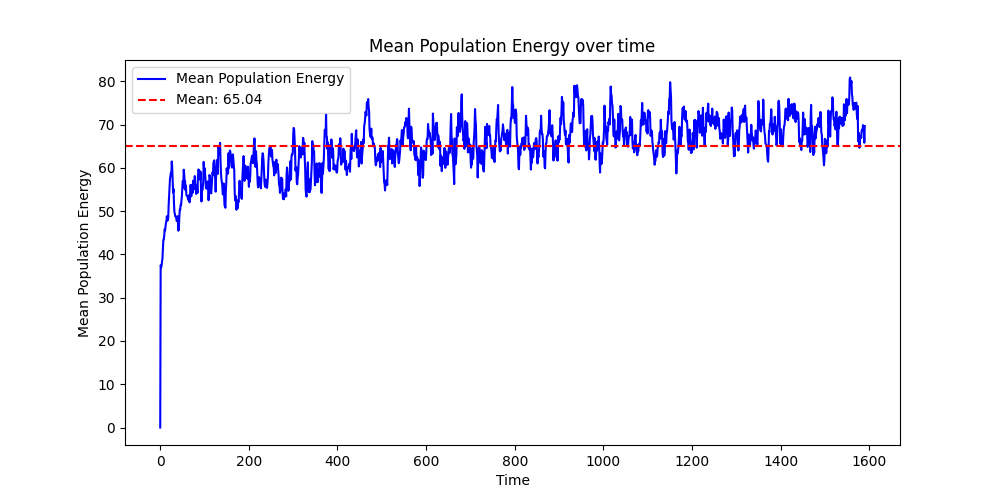 Mean Population Energy over time
Mean Population Energy
Mean: 65.04
Mean Population Energy
80
70
60
50
40
30
20
10
0
0 200 400 600 800 1000 1200 1400 1600
Time